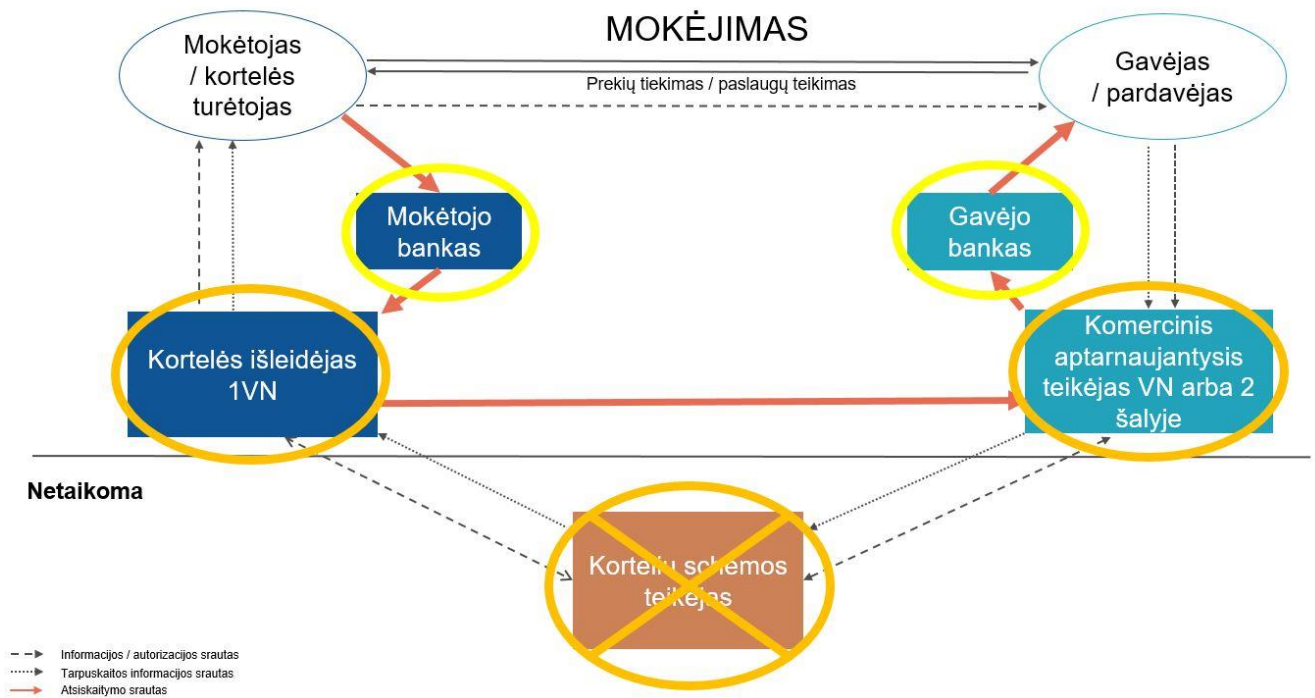 MOKĖJIMAS
Mokėtojas
/ kortelės
turėtojas
Prekių tiekimas / paslaugų teikimas
Gavėjas
/ pardavėjas
Mokėtojo
bankas
Gavėjo
bankas
Kortelės išleidėjas
1VN
Komercinis
aptarnaujantysis
teikėjas VN arba 2
šalyje
Netaikoma
Kortelių schemos
teikėjas
Informacijos / autorizacijos srautas
Tarpuskaitos informacijos srautas
Atsiskaitymo srautas